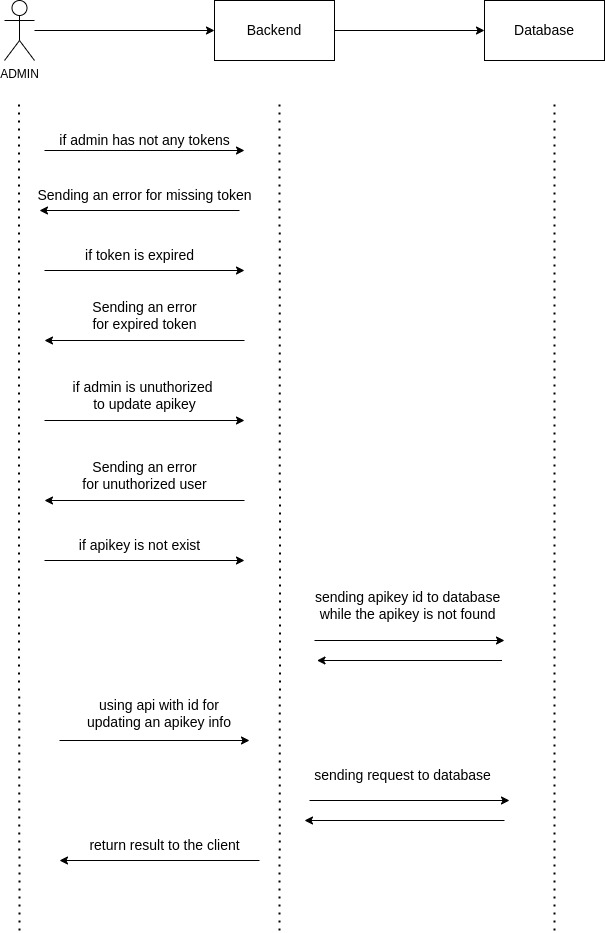 Backend
Database
ADMIN
if admin has not any tokens
Sending an error for missing token
if token is expired
Sending an error
for expired token
if admin is unuthorized
to update apikey
Sending an error
for unuthorized user
if apikey is not exist
sending apikey id to database
while the apikey is not found
using api with id for
updating an apikey info
sending request to database
return result to the client